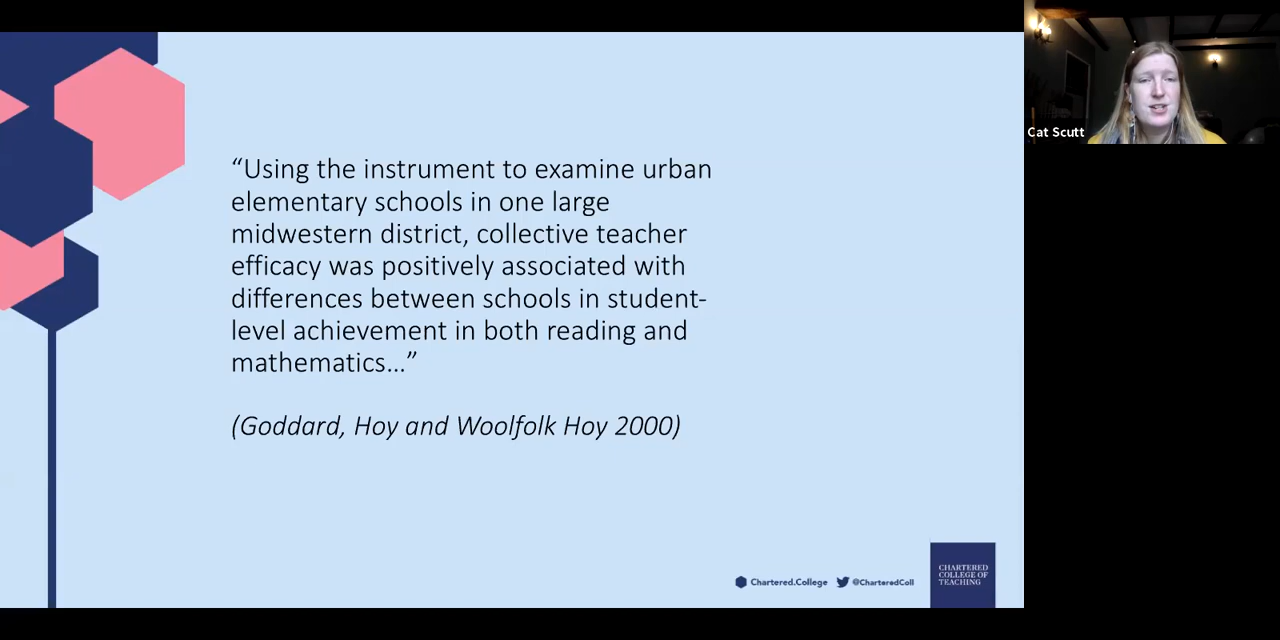 “Using the instrument to examine urban
elementary schools in one large
midwestern district, collective teacher
efficacy was positively associated with
differences between schools in student-
level achievement in both reading and
mathematics…”
(Goddard, Hoy and Woolfolk Hoy 2000)
Chartered.College
@CharteredColl
CHARTERED
COLLEGE OF
TEACHING
Cat Scutt